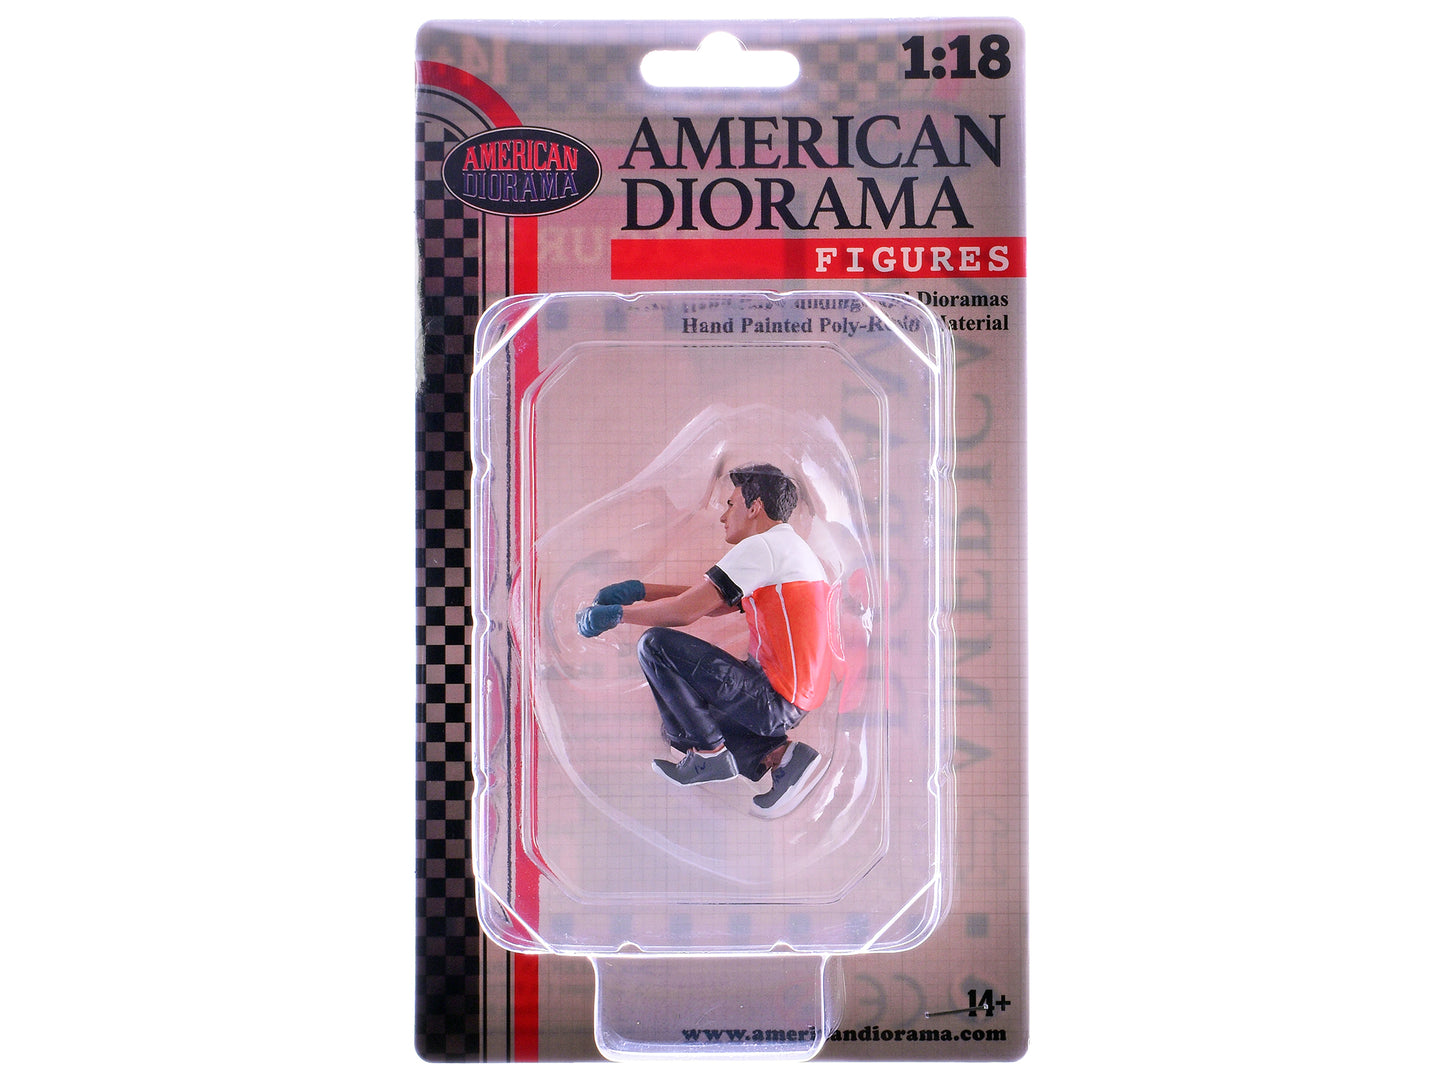 1:18
AMERICAN
DIORAMA
AMERICAN
DIORAMA
FIGURES
Dioramas
Hand Painted Poly-Resin Material
14+
www.americandiorama.com